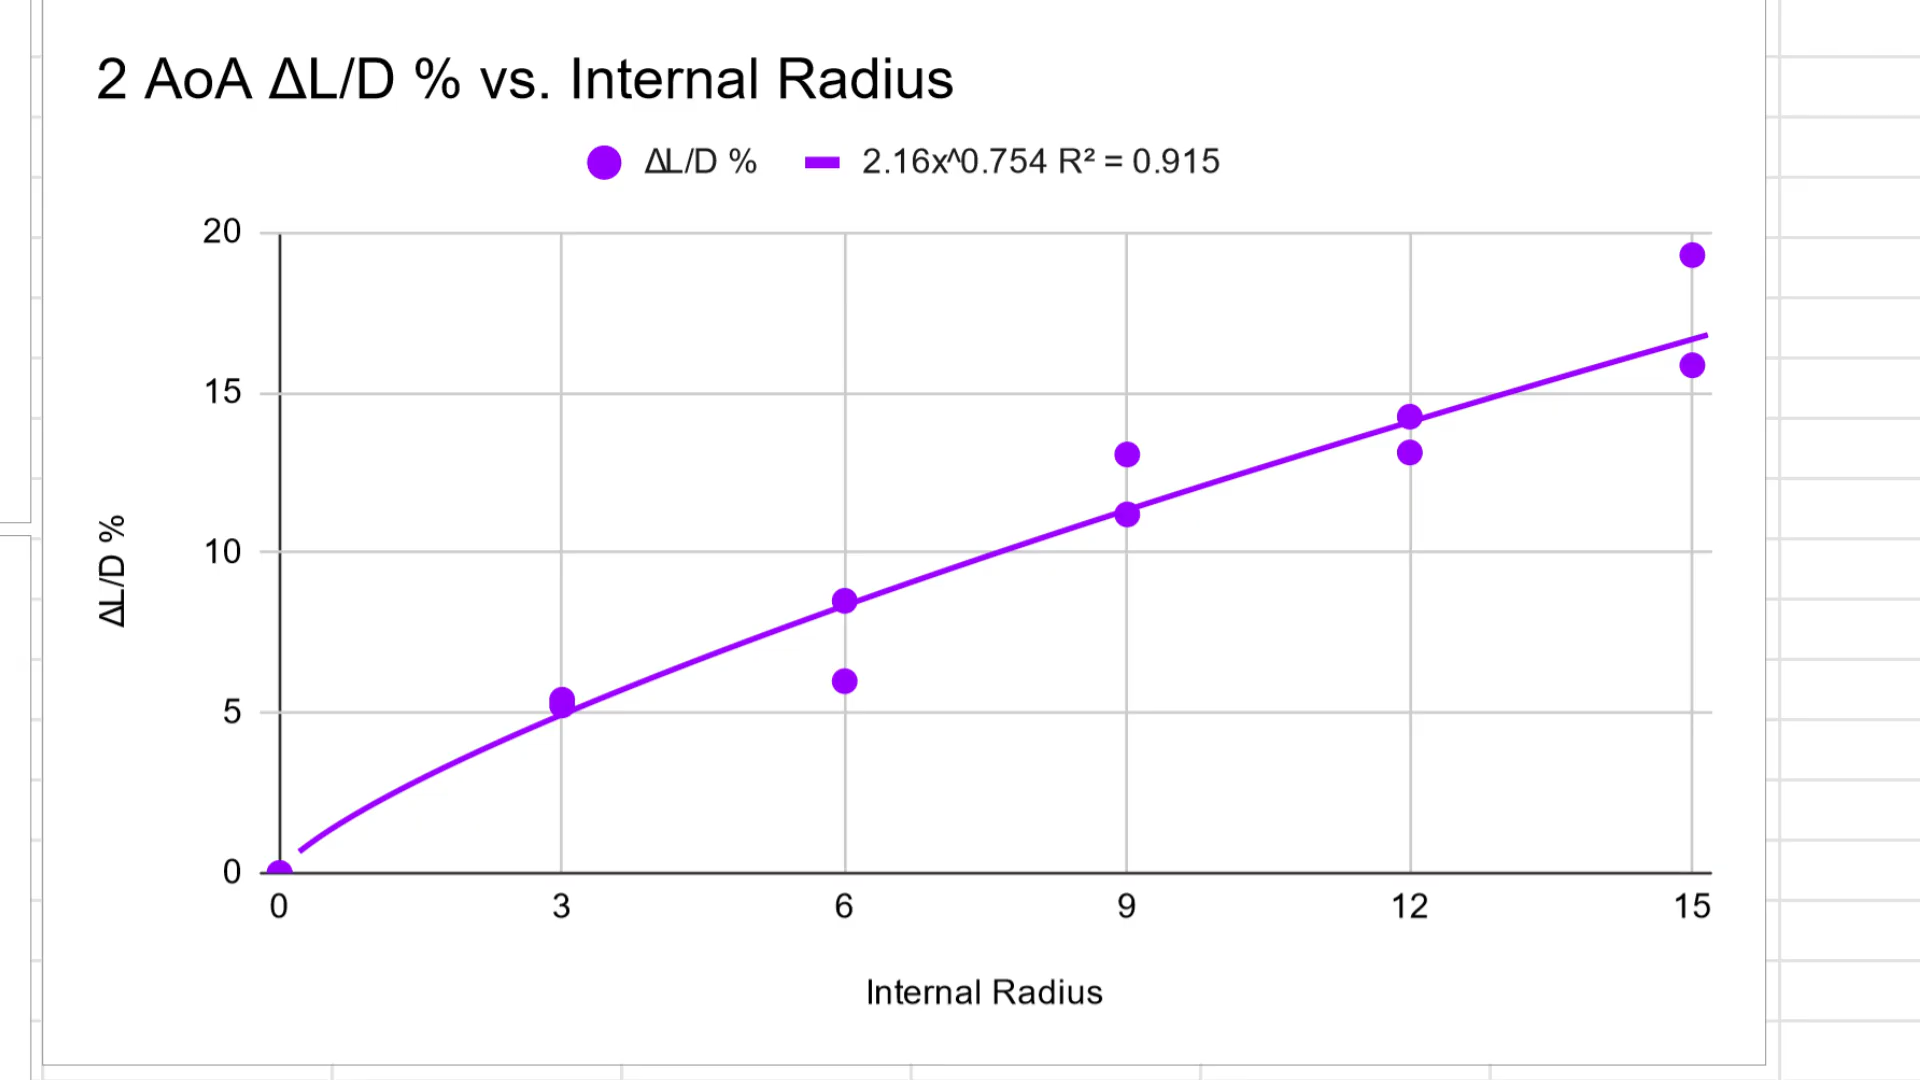 2 AoA ΔL/D % vs. Internal Radius
ΔL/D % 2.16x^0.754 R² = 0.915
20
15
10
5
0
ΔL/D %
0 3 6 9 12 15
Internal Radius